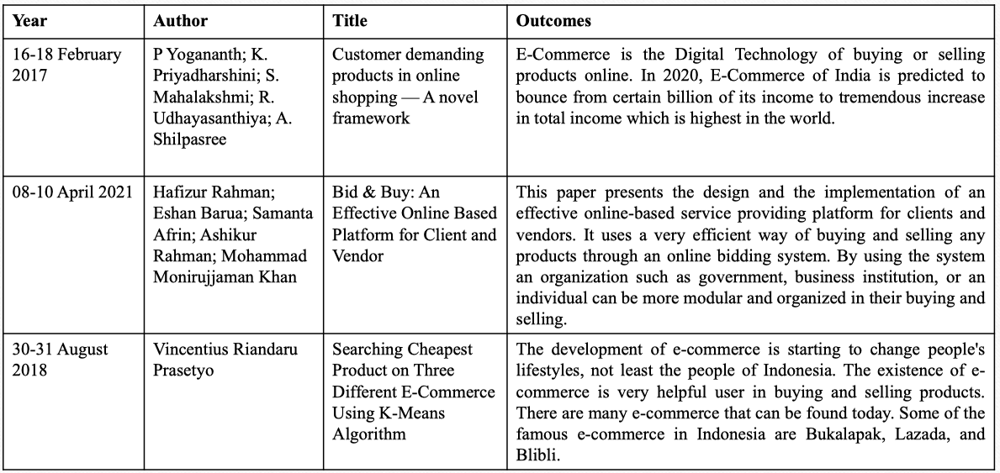 Year
Author
Title
Outcomes
16-18 February
2017
P Yogananth; K.
Priyadharshini; S.
Mahalakshmi; R.
Udhayasanthiya; A.
Shilpasree
Customer demanding
products in online
shopping — A novel
framework
E-Commerce is the Digital Technology of buying or selling
products online. In 2020, E-Commerce of India is predicted to
bounce from certain billion of its income to tremendous increase
in total income which is highest in the world.
08-10 April 2021
Hafizur Rahman;
Eshan Barua; Samanta
Afrin; Ashikur
Rahman; Mohammad
Monirujjaman Khan
Bid & Buy: An
Effective Online Based
Platform for Client and
Vendor
This paper presents the design and the implementation of an
effective online-based service providing platform for clients and
vendors. It uses a very efficient way of buying and selling any
products through an online bidding system. By using the system
an organization such as government, business institution, or an
individual can be more modular and organized in their buying and
selling.
30-31 August
2018
Vincentius Riandaru
Prasetyo
Searching Cheapest
Product on Three
Different E-Commerce
Using K-Means
Algorithm
The development of e-commerce is starting to change people's
lifestyles, not least the people of Indonesia. The existence of e-
commerce is very helpful user in buying and selling products.
There are many e-commerce that can be found today. Some of the
famous e-commerce in Indonesia are Bukalapak, Lazada, and
Blibli.